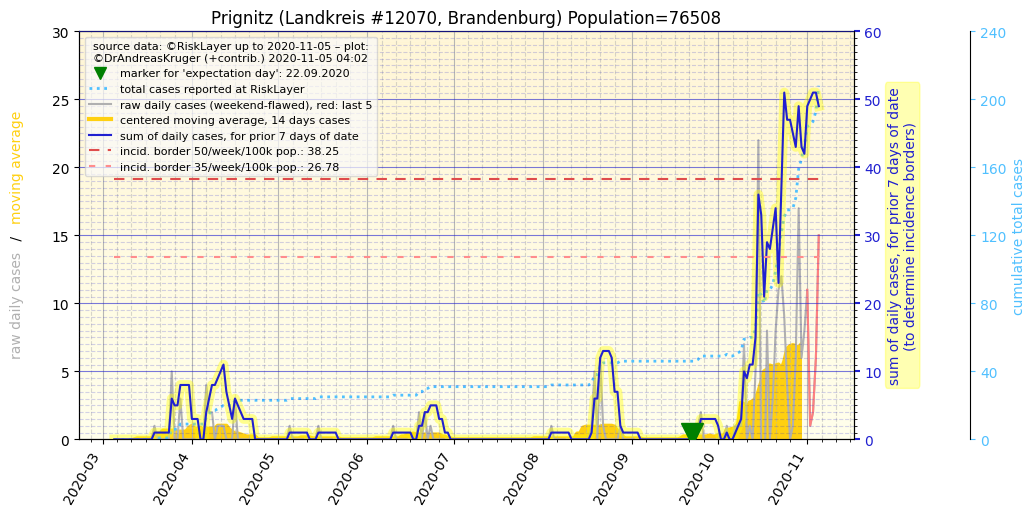 Prignitz (Landkreis #12070, Brandenburg) Population=76508
source data: ©RiskLayer up to 2020-11-05 – plot:
©DrAndreasKruger (+contrib.) 2020-11-05 04:02
marker for 'expectation day': 22.09.2020
total cases reported at RiskLayer
raw daily cases (weekend-flawed), red: last 5
centered moving average, 14 days cases
sum of daily cases, for prior 7 days of date
incid. border 50/week/100k pop.: 38.25
incid. border 35/week/100k pop.: 26.78
raw daily cases / moving average
30
25
20
15
10
5
0
2020-03
2020-04
2020-05
2020-06
2020-07
2020-08
2020-09
2020-10
2020-11
60
50
40
30
20
10
0
sum of daily cases, for prior 7 days of date
(to determine incidence borders)
240
200
160
120
80
40
0
cumulative total cases